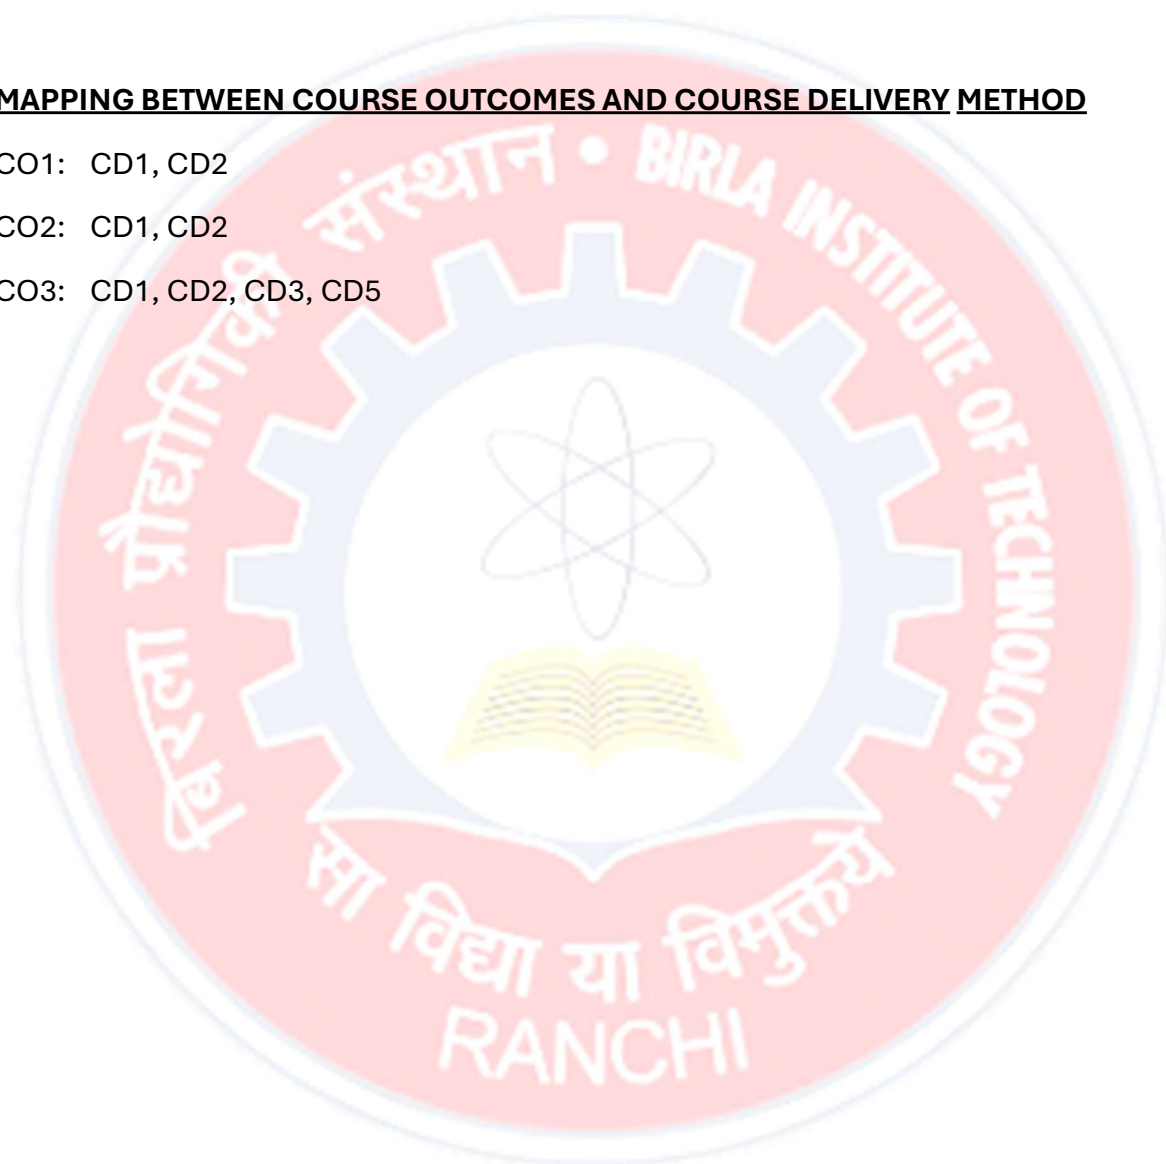 MAPPING BETWEEN COURSE OUTCOMES AND COURSE DELIVERY METHOD
CO1: CD1, CD2
CO2: CD1, CD2
CO3: CD1, CD2, CD3, CD5
बिरला प्रौद्योगिकी संस्थान • BIRLA INSTITUTE OF TECHNOLOGY
सा विद्या या विमुक्तये
RANCHI